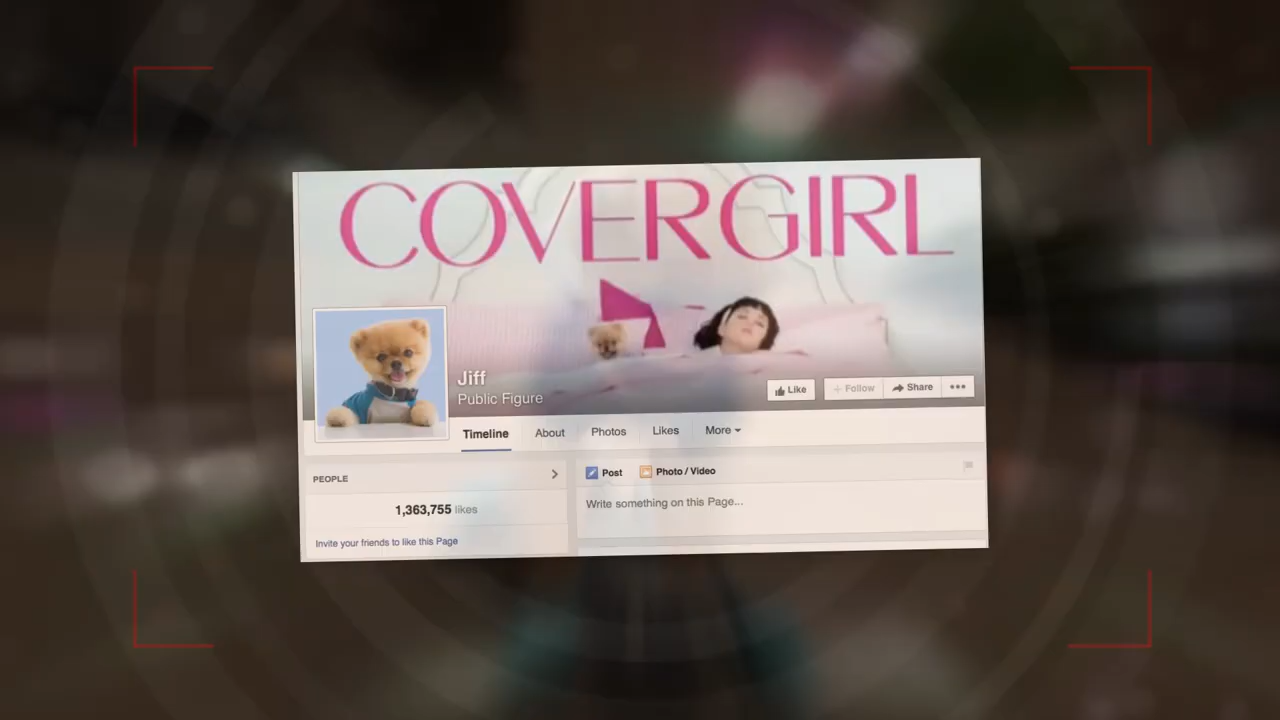 COVERGIRL
Jiff
Public Figure
Like
+ Follow
Share
Timeline
About
Photos
Likes
More
PEOPLE
1,363,755 likes
Invite your friends to like this Page
Post
Photo / Video
Write something on this Page...